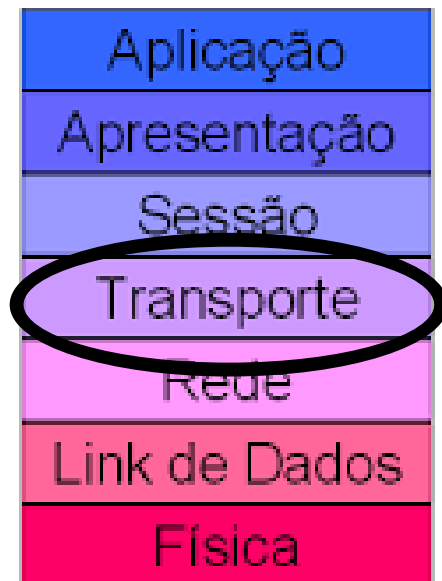 Aplicação
Apresentação
Sessão
Transporte
Rede
Link de Dados
Física